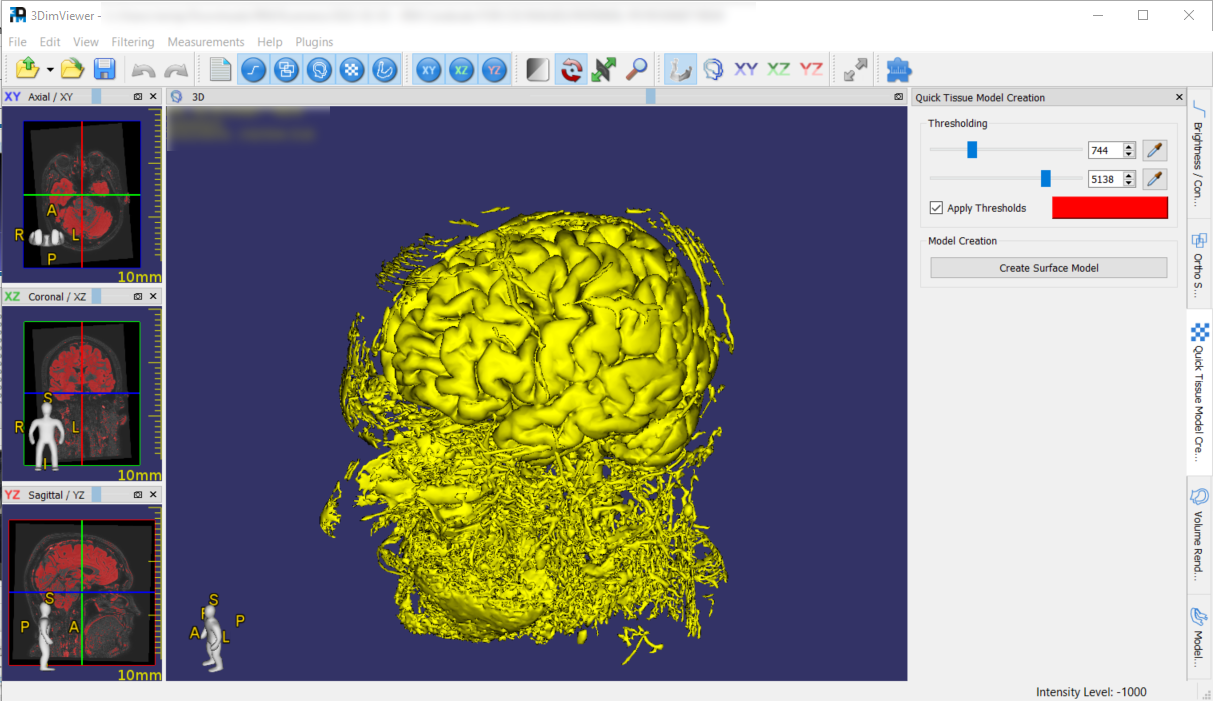 3DimViewer -
File Edit View Filtering Measurements Help Plugins
XY XZ YZ XY XZ YZ
XY Axial / XY
A
R L
P
10mm
XZ Coronal / XZ
S
R L
I
10mm
YZ Sagittal / YZ
S
P A
10mm
3D
S
P
A L
Quick Tissue Model Creation
Thresholding
744
5138
Apply Thresholds
Model Creation
Create Surface Model
Brightness / Con...
Ortho S...
Quick Tissue Model Cre...
Volume Rend...
Model...
Intensity Level: -1000